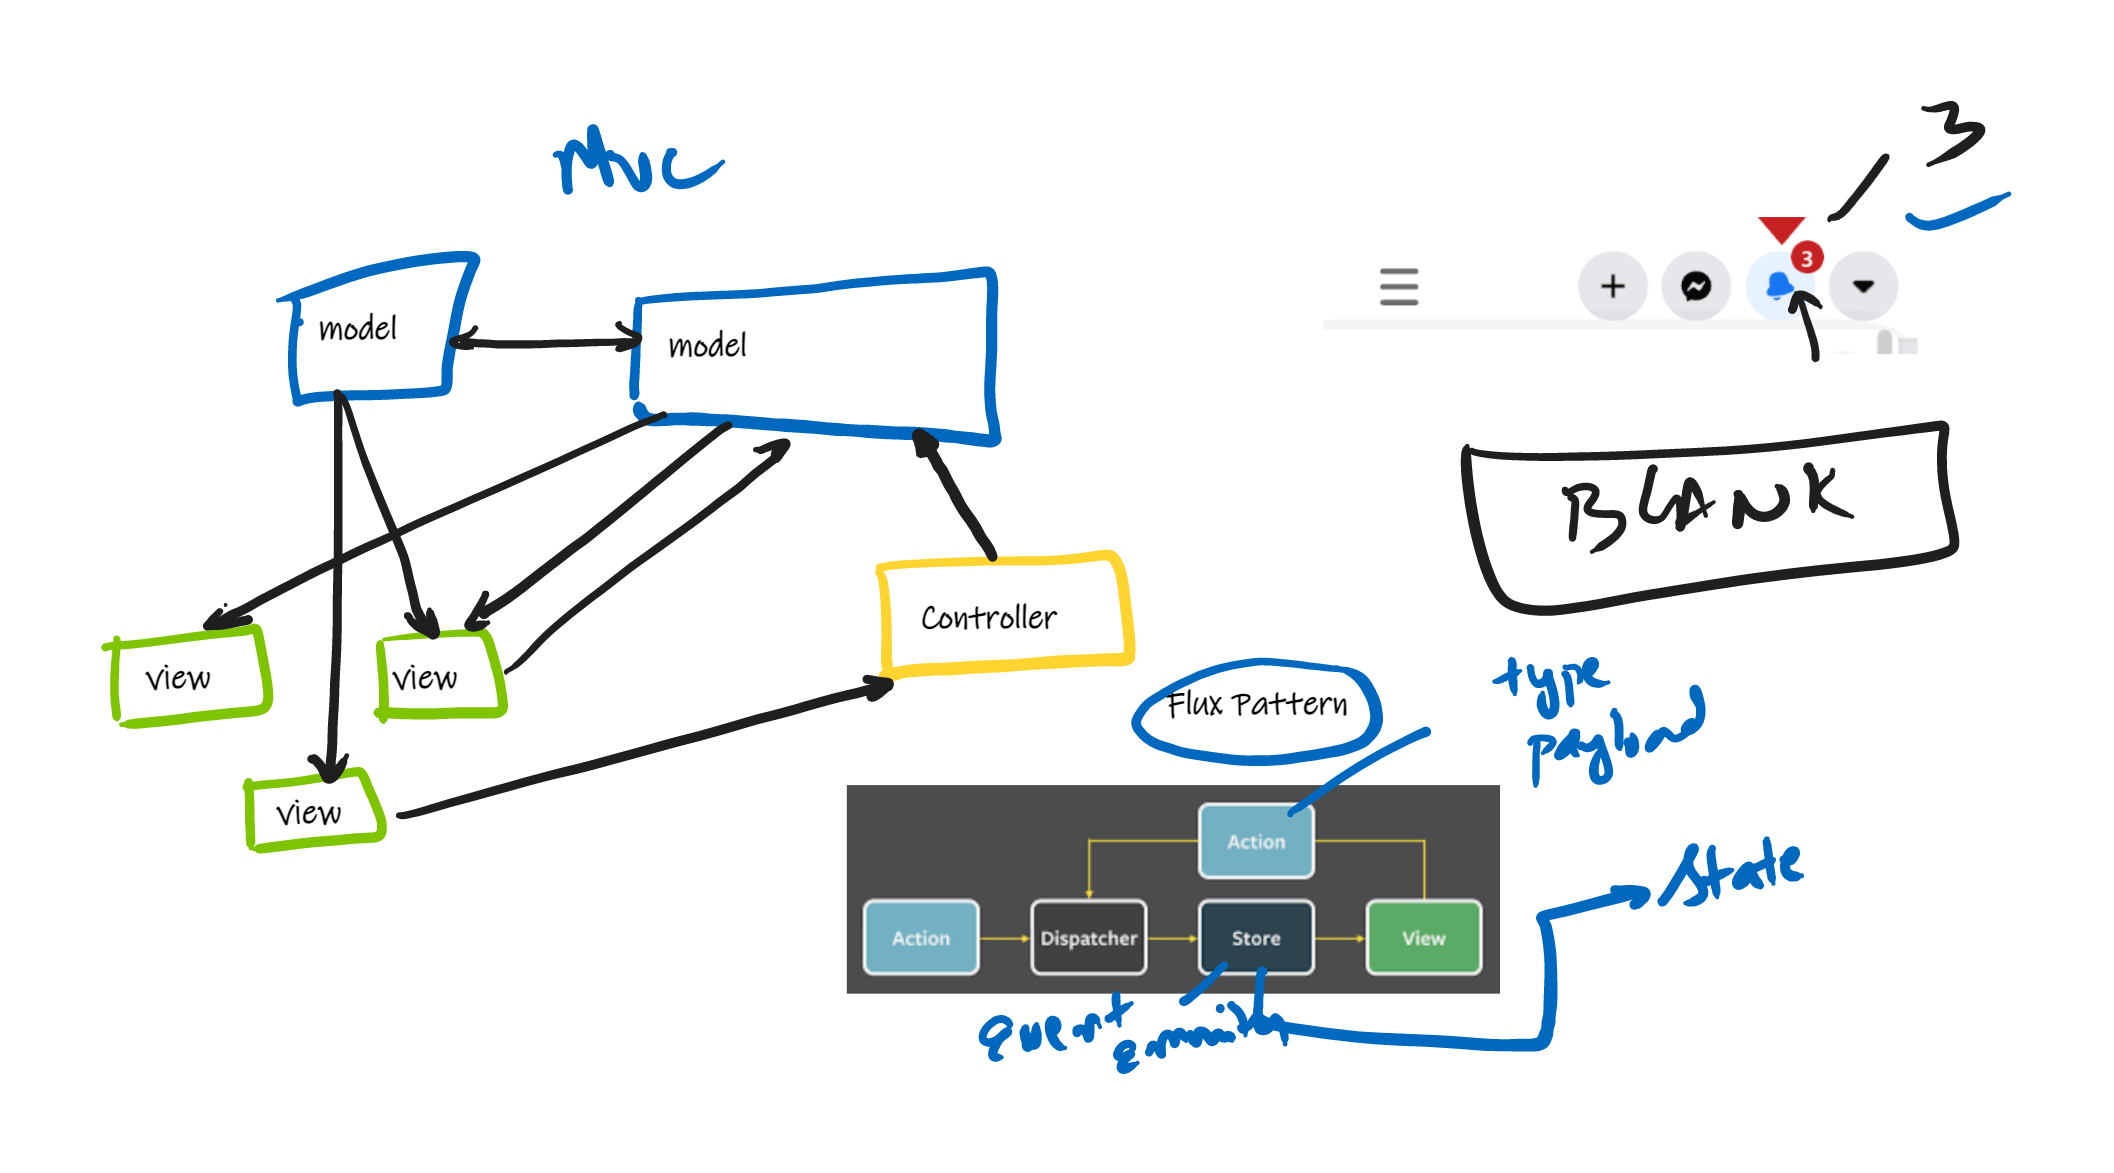 MVC
model
model
view
view
view
Controller
3
3
BLANK
Flux Pattern
type
payload
Action
Action
Dispatcher
Store
View
State
event
emmiter